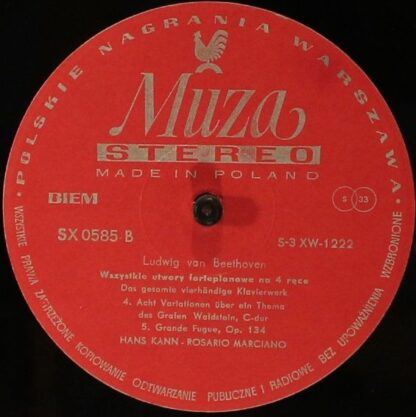 • POLSKIE NAGRANIA WARSZAWA •
Muza
STEREO
MADE IN POLAND
BIEM
S 33
SX 0585 B
S-3 XW-1222
Ludwig van Beethoven
Wszystkie utwory fortepianowe na 4 ręce
Das gesamte vierhändige Klavierwerk
4. Acht Variationen über ein Thema
des Grafen Waldstein, C-dur
5. Grande Fugue, Op. 134
HANS KANN - ROSARIO MARCIANO
WSZYSTKIE PRAWA ZASTRZEŻONE KOPIOWANIE ODTWARZANIE PUBLICZNE I RADIOWE BEZ UPOWAŻNIENIA WZBRONIONE